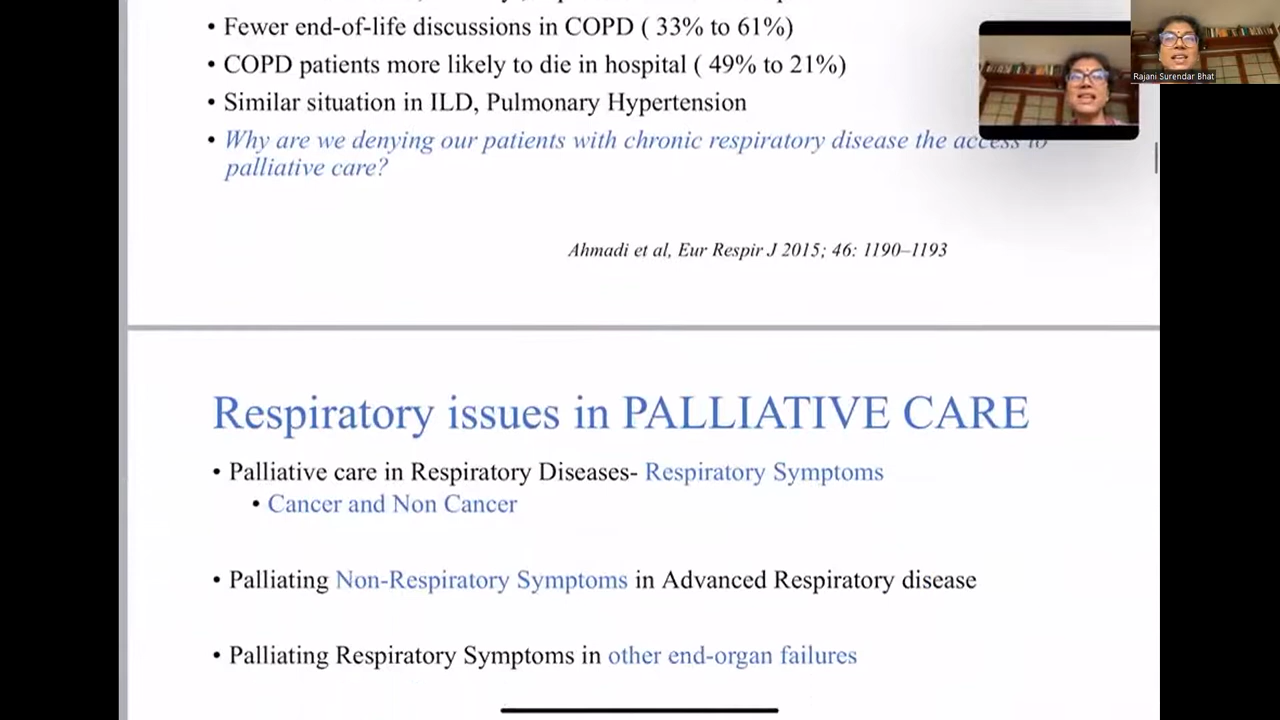 • Fewer end-of-life discussions in COPD ( 33% to 61%)
• COPD patients more likely to die in hospital ( 49% to 21%)
• Similar situation in ILD, Pulmonary Hypertension
• Why are we denying our patients with chronic respiratory disease the access to
palliative care?
Ahmadi et al, Eur Respir J 2015; 46: 1190–1193
Rajani Surendar Bhat
Respiratory issues in PALLIATIVE CARE
• Palliative care in Respiratory Diseases- Respiratory Symptoms
• Cancer and Non Cancer
• Palliating Non-Respiratory Symptoms in Advanced Respiratory disease
• Palliating Respiratory Symptoms in other end-organ failures